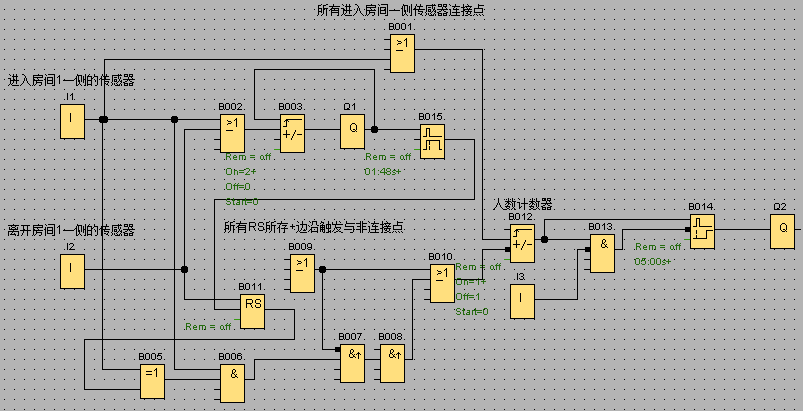 所有进入房间一侧传感器连接点
B001
≥1
进入房间1一侧的传感器
I1
I
B002
≥1
B003
+/-
Q1
Q
B015
Rem = off
On=2+
Off=0
Start=0
Rem = off
01:48s+
离开房间1一侧的传感器
I2
I
所有RS所存+边沿触发与非连接点
B009
≥1
人数计数器
B012
+/-
B013
&
B014
Q2
Q
Rem = off
05:00s+
B010
≥1
Rem = off
On=1+
Off=1
Start=0
I3
I
B011
RS
Rem = off
B005
=1
B006
&
B007
&↑
B008
&↑